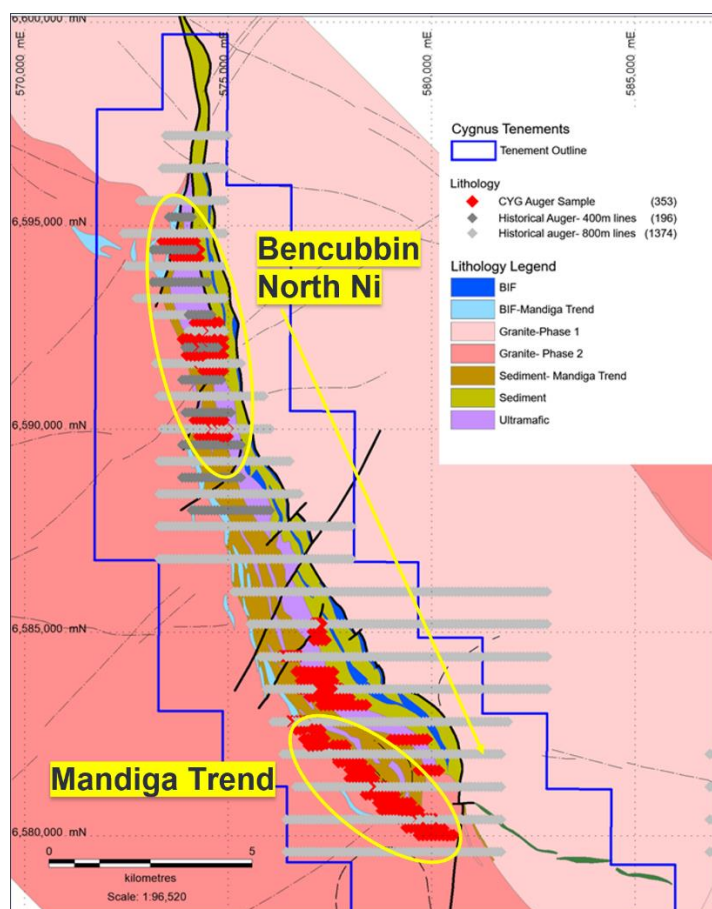 6,600,000 mN
570,000 mE
575,000 mE
580,000 mE
585,000 mE
Cygnus Tenements
Tenement Outline
Lithology
CYG Auger Sample (353)
Historical Auger- 400m lines (196)
Historical auger- 800m lines (1374)
Lithology Legend
BIF
BIF-Mandiga Trend
Granite-Phase 1
Granite- Phase 2
Sediment- Mandiga Trend
Sediment
Ultramafic
6,595,000 mN
Bencubbin
North Ni
6,590,000 mN
6,585,000 mN
Mandiga Trend
6,580,000 mN
0 5
kilometres
Scale: 1:96,520